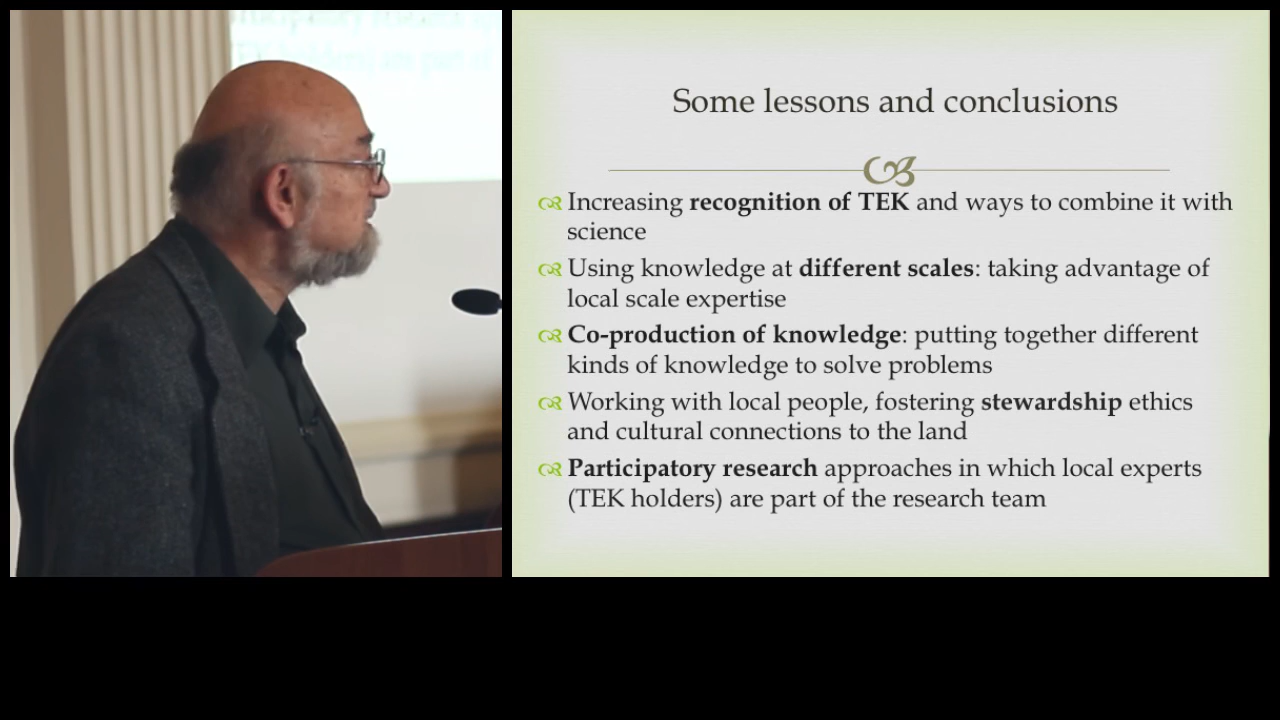 Some lessons and conclusions
Increasing recognition of TEK and ways to combine it with
science
Using knowledge at different scales: taking advantage of
local scale expertise
Co-production of knowledge: putting together different
kinds of knowledge to solve problems
Working with local people, fostering stewardship ethics
and cultural connections to the land
Participatory research approaches in which local experts
(TEK holders) are part of the research team